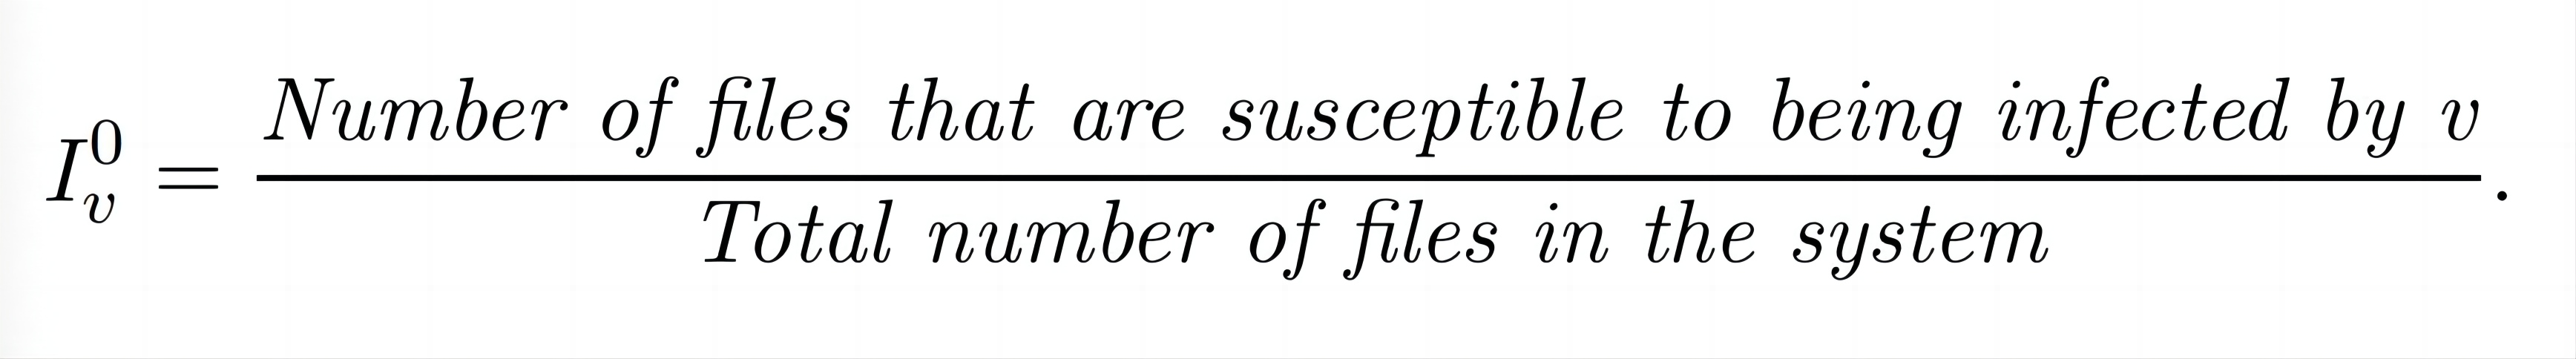 I_v^0 = \frac{Number of files that are susceptible to being infected by v}{Total number of files in the system}.